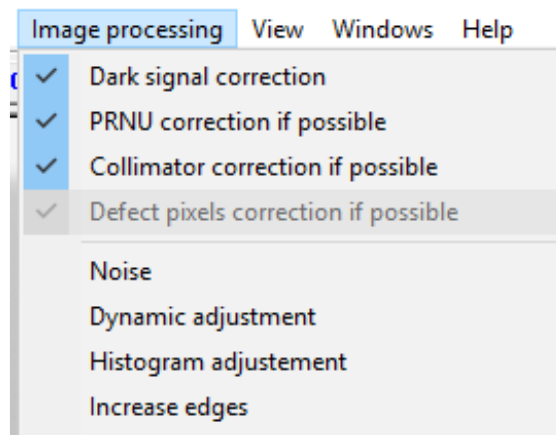 Image processing View Windows Help
Dark signal correction
PRNU correction if possible
Collimator correction if possible
Defect pixels correction if possible
Noise
Dynamic adjustment
Histogram adjustement
Increase edges